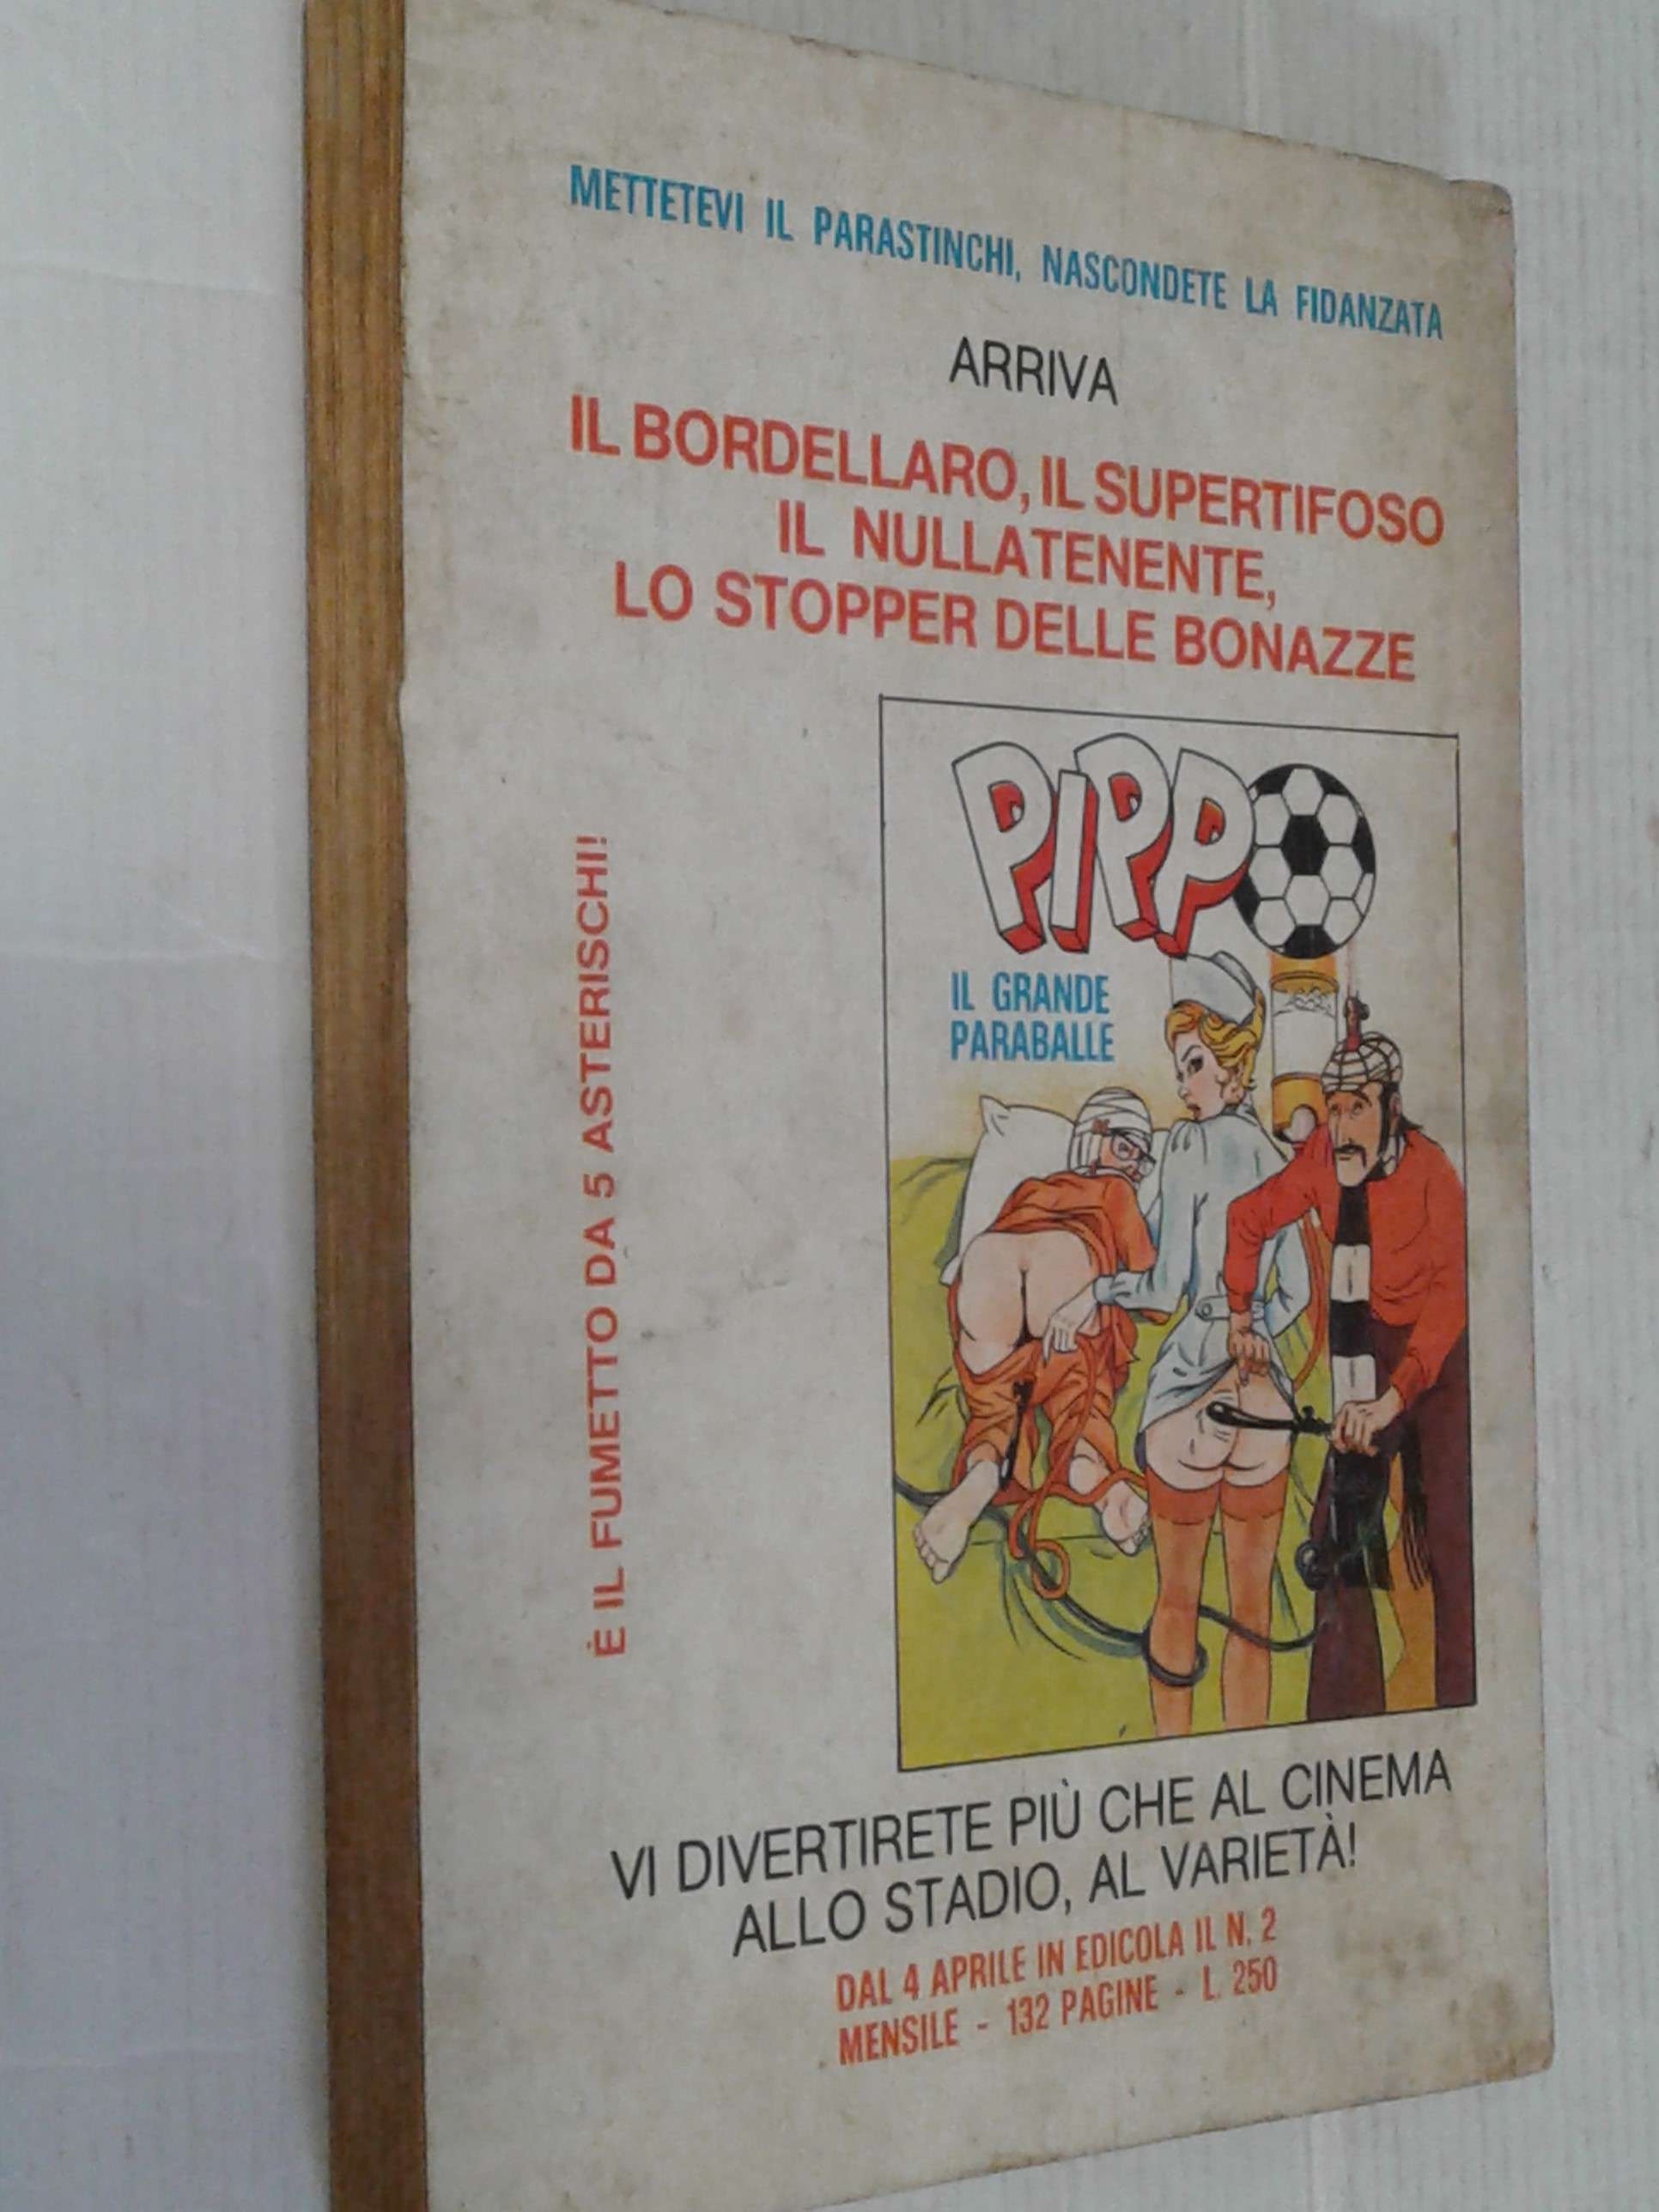 METTETEVI IL PARASTINCHI, NASCONDETE LA FIDANZATA
ARRIVA
IL BORDELLARO, IL SUPERTIFOSO
IL NULLATENENTE,
LO STOPPER DELLE BONAZZE
È IL FUMETTO DA 5 ASTERISCHI!
PIPPO
IL GRANDE
PARABALLE
VI DIVERTIRETE PIÙ CHE AL CINEMA
ALLO STADIO, AL VARIETÀ!
DAL 4 APRILE IN EDICOLA IL N. 2
MENSILE - 132 PAGINE - L. 250